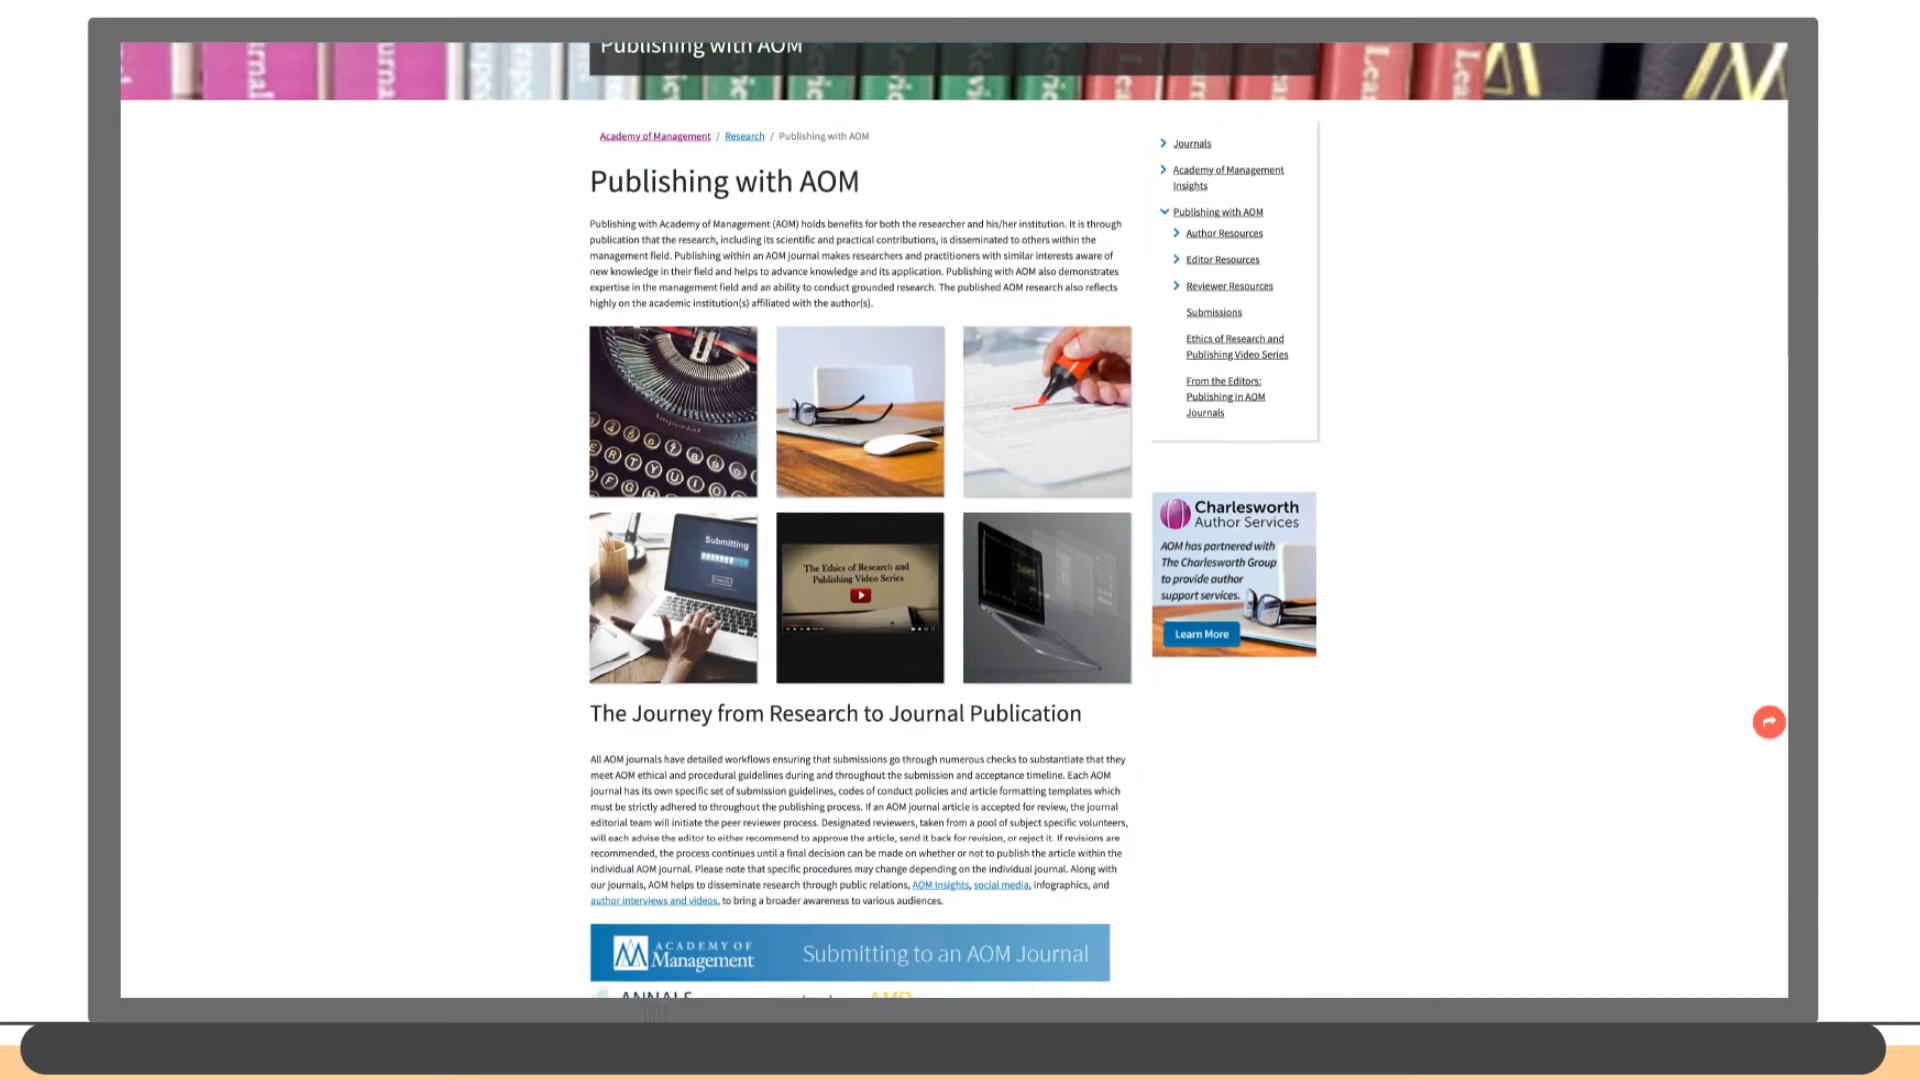 Publishing with AOM
Academy of Management / Research / Publishing with AOM
Publishing with AOM
Publishing with Academy of Management (AOM) holds benefits for both the researcher and his/her institution. It is through
publication that the research, including its scientific and practical contributions, is disseminated to others within the
management field. Publishing within an AOM journal makes researchers and practitioners with similar interests aware of
new knowledge in their field and helps to advance knowledge and its application. Publishing with AOM also demonstrates
expertise in the management field and an ability to conduct grounded research. The published AOM research also reflects
highly on the academic institution(s) affiliated with the author(s).
Imperial
Submitting
The Ethics of Research and
Publishing Video Series
The Journey from Research to Journal Publication
All AOM journals have detailed workflows ensuring that submissions go through numerous checks to substantiate that they
meet AOM ethical and procedural guidelines during and throughout the submission and acceptance timeline. Each AOM
journal has its own specific set of submission guidelines, codes of conduct policies and article formatting templates which
must be strictly adhered to throughout the publishing process. If an AOM journal article is accepted for review, the journal
editorial team will initiate the peer reviewer process. Designated reviewers, taken from a pool of subject specific volunteers,
will each advise the editor to either recommend to approve the article, send it back for revision, or reject it. If revisions are
recommended, the process continues until a final decision can be made on whether or not to publish the article within the
individual AOM journal. Please note that specific procedures may change depending on the individual journal. Along with
our journals, AOM helps to disseminate research through public relations, AOM Insights, social media, infographics, and
author interviews and videos, to bring a broader awareness to various audiences.
ACADEMY OF
Management
Submitting to an AOM Journal
ANNALS
AMD
Journals
Academy of Management
Insights
Publishing with AOM
Author Resources
Editor Resources
Reviewer Resources
Submissions
Ethics of Research and
Publishing Video Series
From the Editors:
Publishing in AOM
Journals
Charlesworth
Author Services
AOM has partnered with
The Charlesworth Group
to provide author
support services.
Learn More